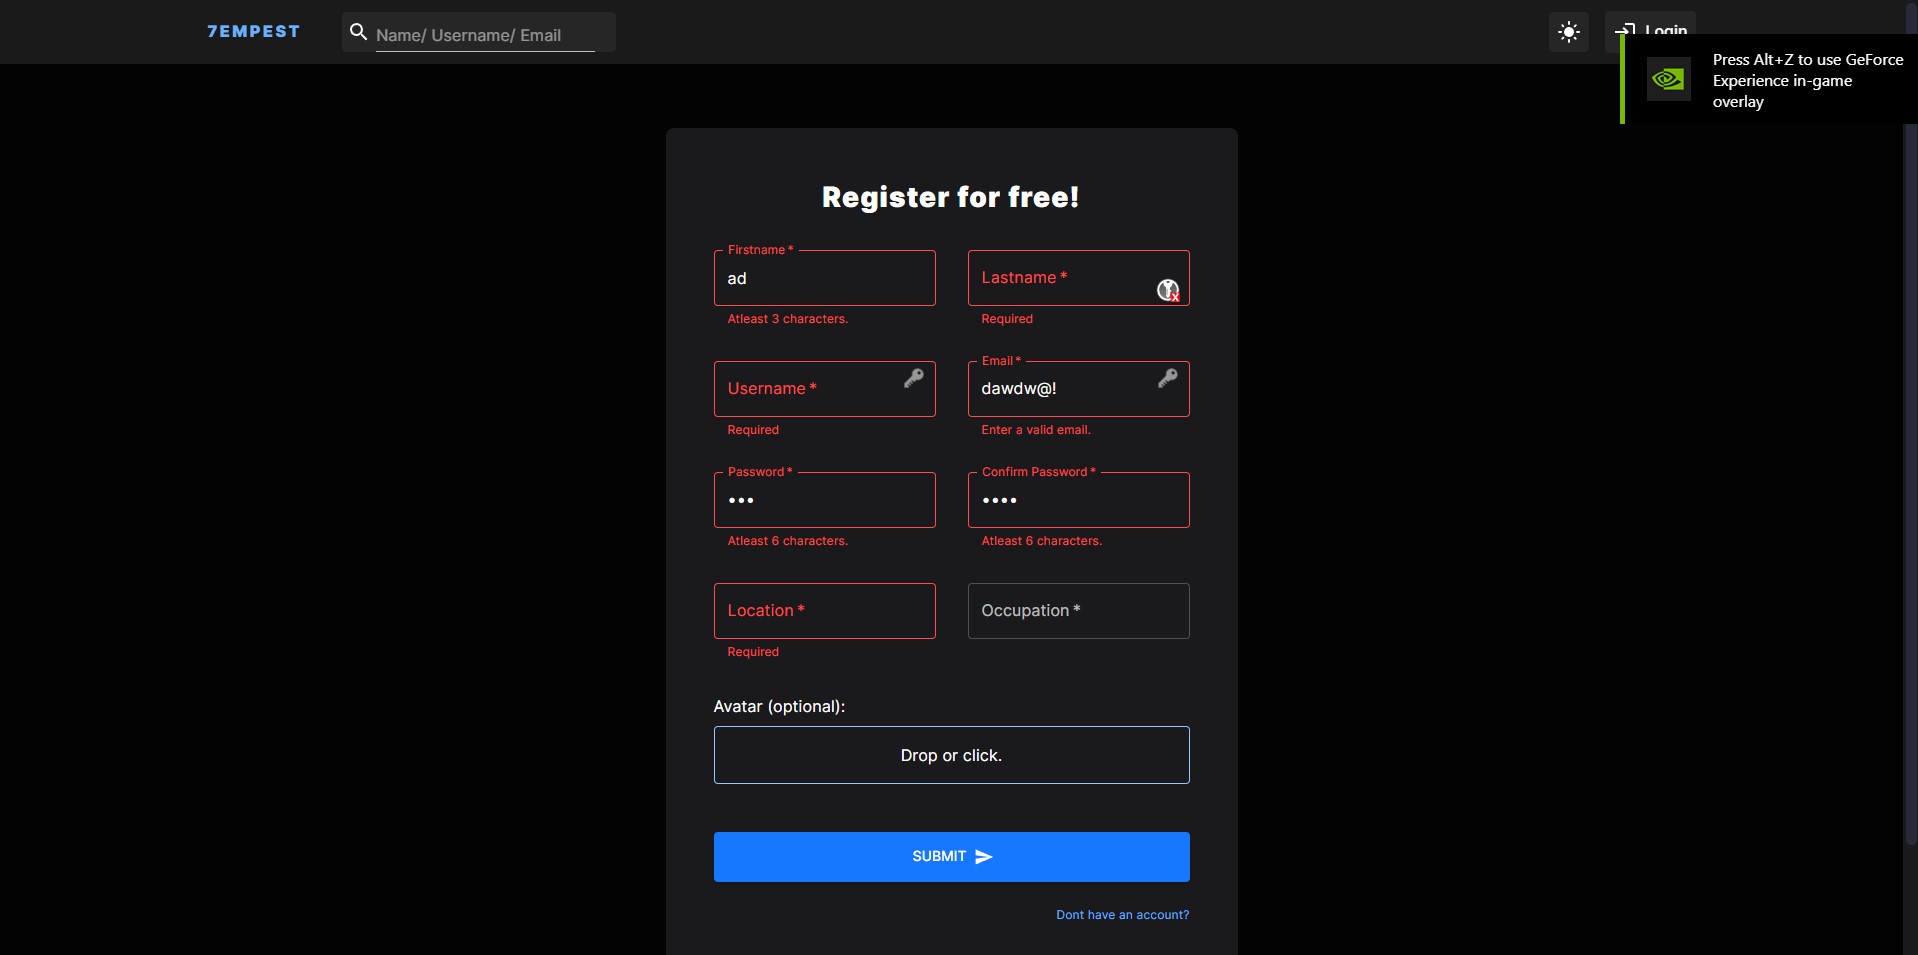 7EMPEST
Name/ Username/ Email
Login
Press Alt+Z to use GeForce
Experience in-game
overlay
Register for free!
Firstname *
ad
Atleast 3 characters.
Lastname *
Required
Username *
Required
Email *
dawdw@!
Enter a valid email.
Password *
•••
Atleast 6 characters.
Confirm Password *
••••
Atleast 6 characters.
Location *
Required
Occupation *
Avatar (optional):
Drop or click.
SUBMIT
Dont have an account?